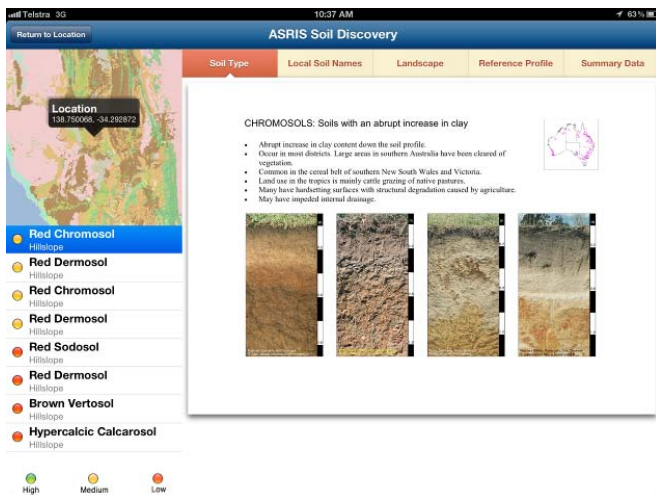 Telstra 3G 10:37 AM 63%
Return to Location
ASRIS Soil Discovery
Soil Type
Local Soil Names
Landscape
Reference Profile
Summary Data
Location
138.750068, -34.292872
Red Chromosol
Hillslope
Red Dermosol
Hillslope
Red Chromosol
Hillslope
Red Dermosol
Hillslope
Red Sodosol
Hillslope
Red Dermosol
Hillslope
Brown Vertosol
Hillslope
Hypercalcic Calcarosol
Hillslope
High
Medium
Low
CHROMOSOLS: Soils with an abrupt increase in clay
• Abrupt increase in clay content down the soil profile.
• Occur in most districts. Large areas in southern Australia have been cleared of
vegetation.
• Common in the cereal belt of southern New South Wales and Victoria.
• Land use in the tropics is mainly cattle grazing of native pastures.
• Many have hardsetting surfaces with structural degradation caused by agriculture.
• May have impeded internal drainage.